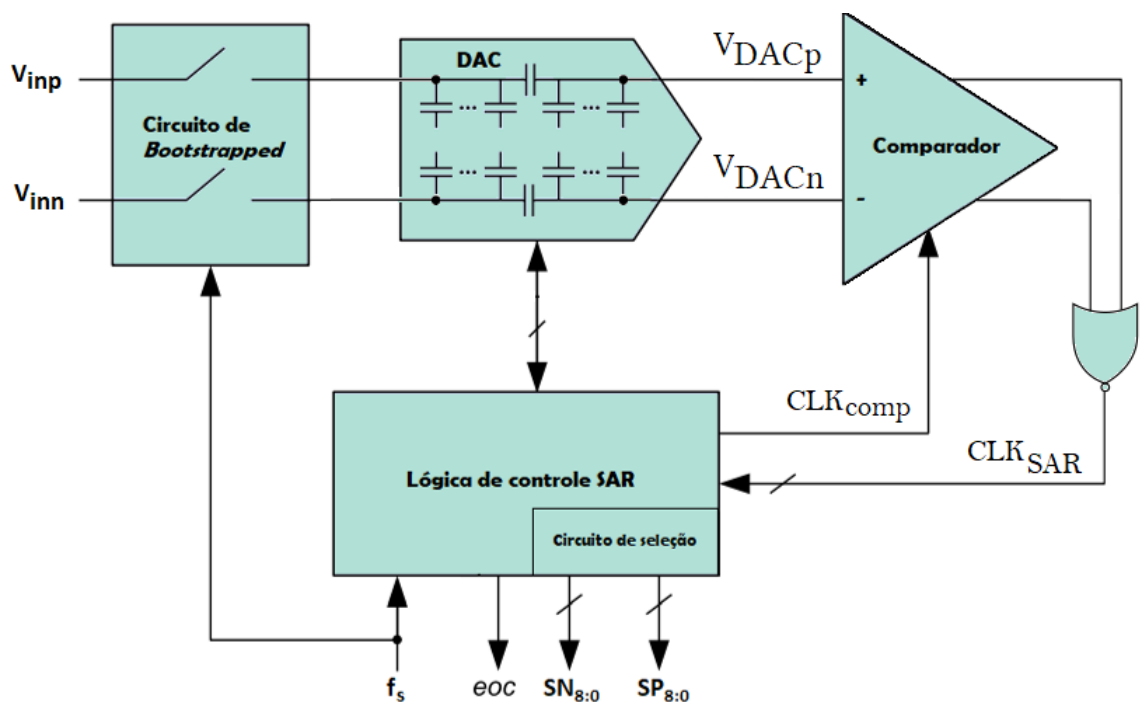 V_inp
V_inn
Circuito de
Bootstrapped
DAC
...
...
...
...
V_DACp
V_DACn
+
-
Comparador
CLK_comp
CLK_SAR
Lógica de controle SAR
Circuito de seleção
f_s
eoc
SN_8:0
SP_8:0